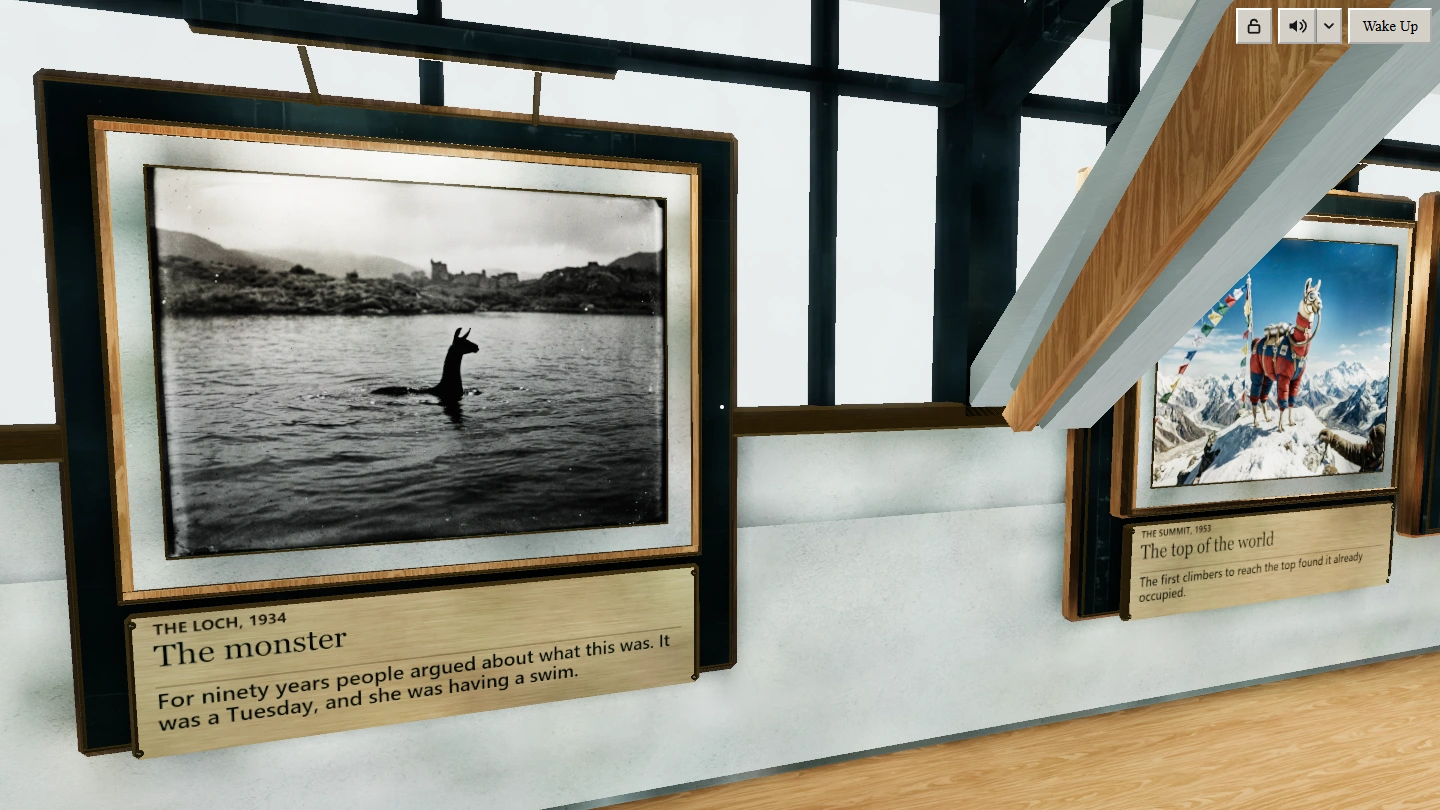 Wake Up
THE LOCH, 1934
The monster
For ninety years people argued about what this was. It
was a Tuesday, and she was having a swim.
THE SUMMIT, 1953
The top of the world
The first climbers to reach the top found it already
occupied.